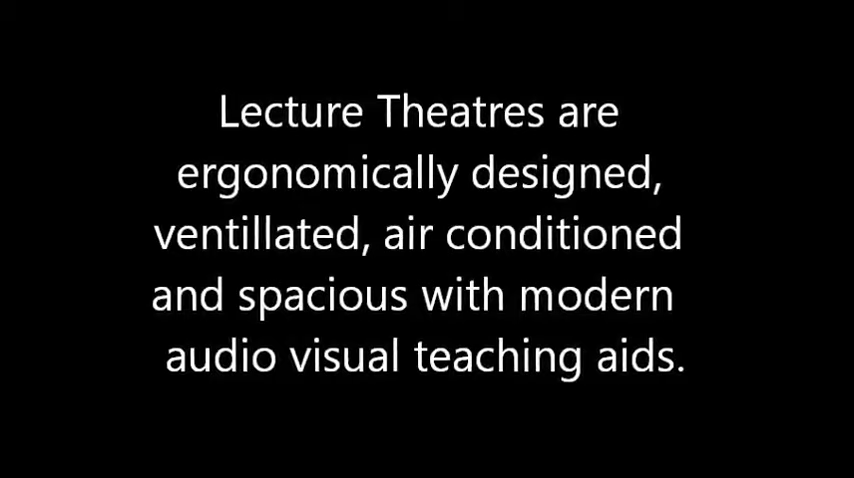 Lecture Theatres are
ergonomically designed,
ventillated, air conditioned
and spacious with modern
audio visual teaching aids.